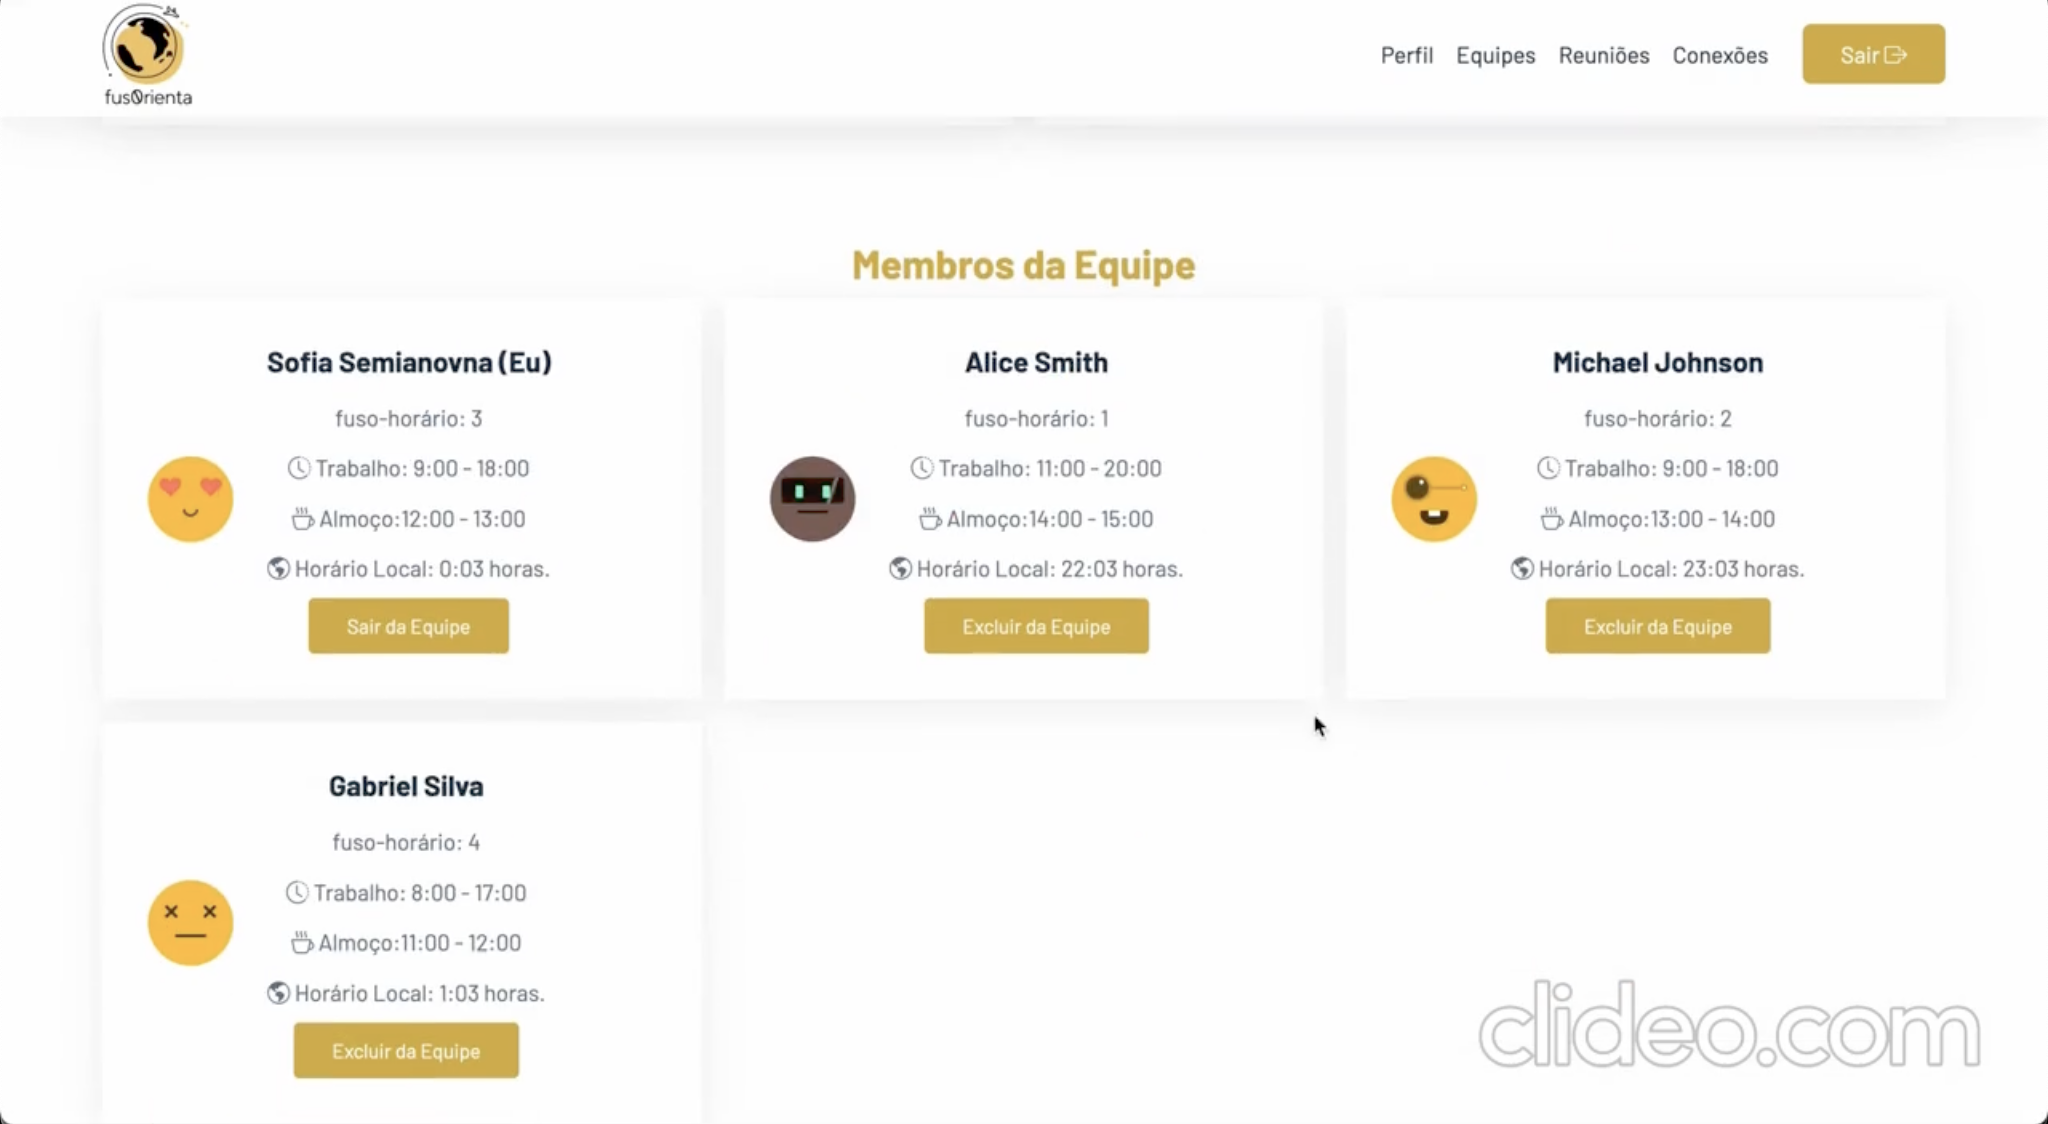 fusOrienta
Perfil Equipes Reuniões Conexões Sair
Membros da Equipe
Sofia Semianovna (Eu)
fuso-horário: 3
Trabalho: 9:00 - 18:00
Almoço:12:00 - 13:00
Horário Local: 0:03 horas.
Sair da Equipe
Alice Smith
fuso-horário: 1
Trabalho: 11:00 - 20:00
Almoço:14:00 - 15:00
Horário Local: 22:03 horas.
Excluir da Equipe
Michael Johnson
fuso-horário: 2
Trabalho: 9:00 - 18:00
Almoço:13:00 - 14:00
Horário Local: 23:03 horas.
Excluir da Equipe
Gabriel Silva
fuso-horário: 4
Trabalho: 8:00 - 17:00
Almoço:11:00 - 12:00
Horário Local: 1:03 horas.
Excluir da Equipe
clideo.com